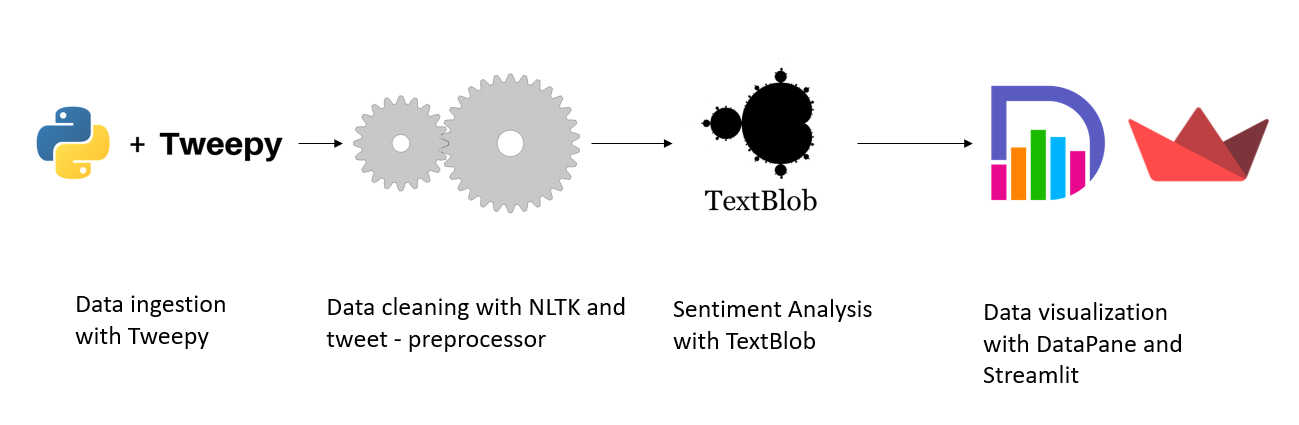 + Tweepy
TextBlob
Data ingestion
with Tweepy
Data cleaning with NLTK and
tweet - preprocessor
Sentiment Analysis
with TextBlob
Data visualization
with DataPane and
Streamlit